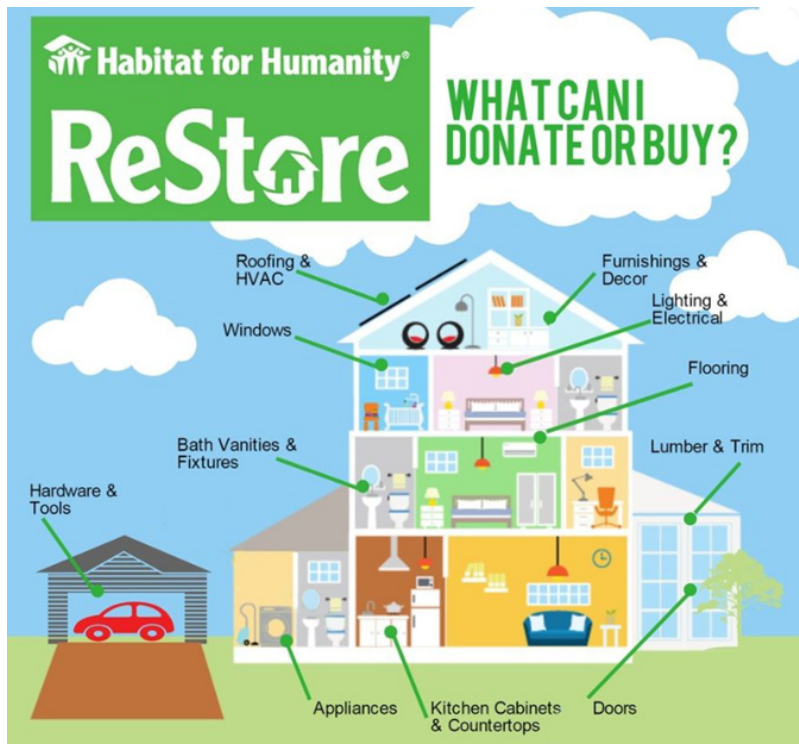 Habitat for Humanity®
ReStore
WHAT CAN I
DONATE OR BUY?
Roofing &
HVAC
Furnishings &
Decor
Lighting &
Electrical
Windows
Flooring
Bath Vanities &
Fixtures
Lumber & Trim
Hardware &
Tools
Appliances
Kitchen Cabinets
& Countertops
Doors